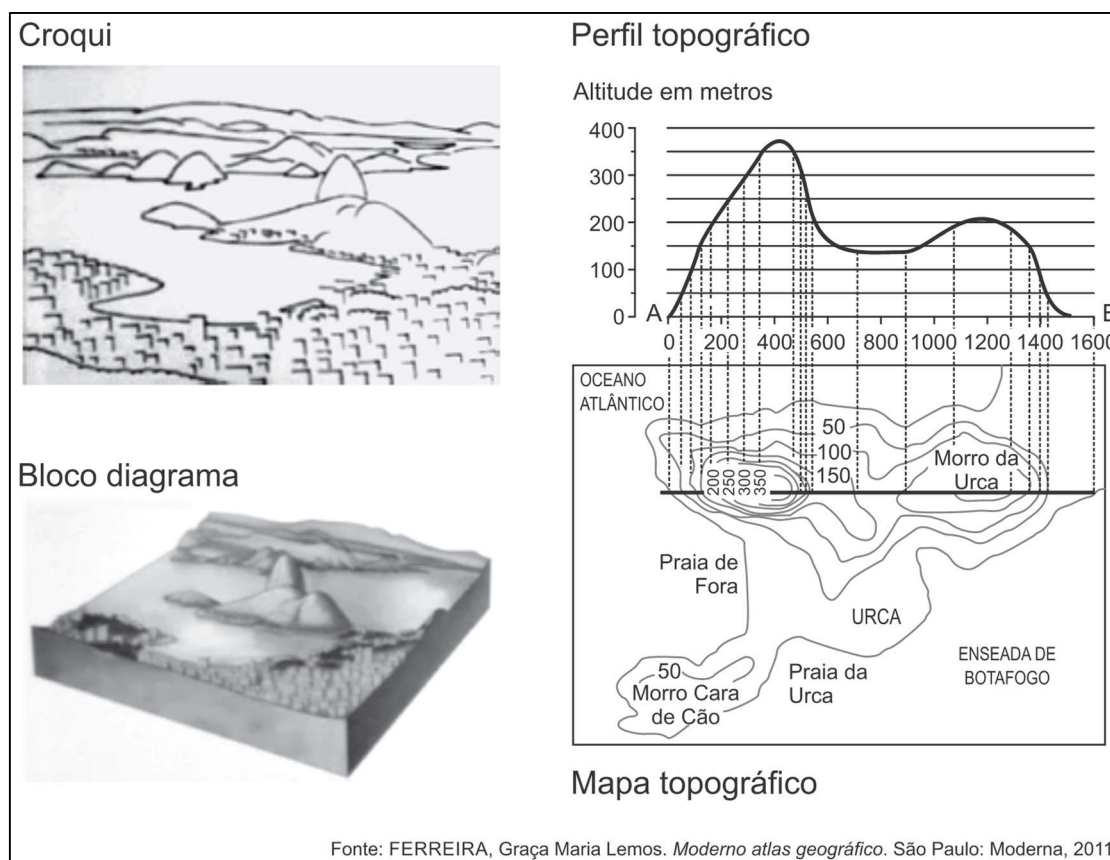 Croqui
Perfil topográfico
Altitude em metros
400
300
200
100
0
A
B
0 200 400 600 800 1000 1200 1400 1600
OCEANO
ATLÂNTICO
50
100
150
200 250 300 350
Morro da
Urca
Bloco diagrama
Praia de
Fora
URCA
ENSEADA DE
BOTAFOGO
50
Morro Cara
de Cão
Praia da
Urca
Mapa topográfico
Fonte: FERREIRA, Graça Maria Lemos. Moderno atlas geográfico. São Paulo: Moderna, 2011